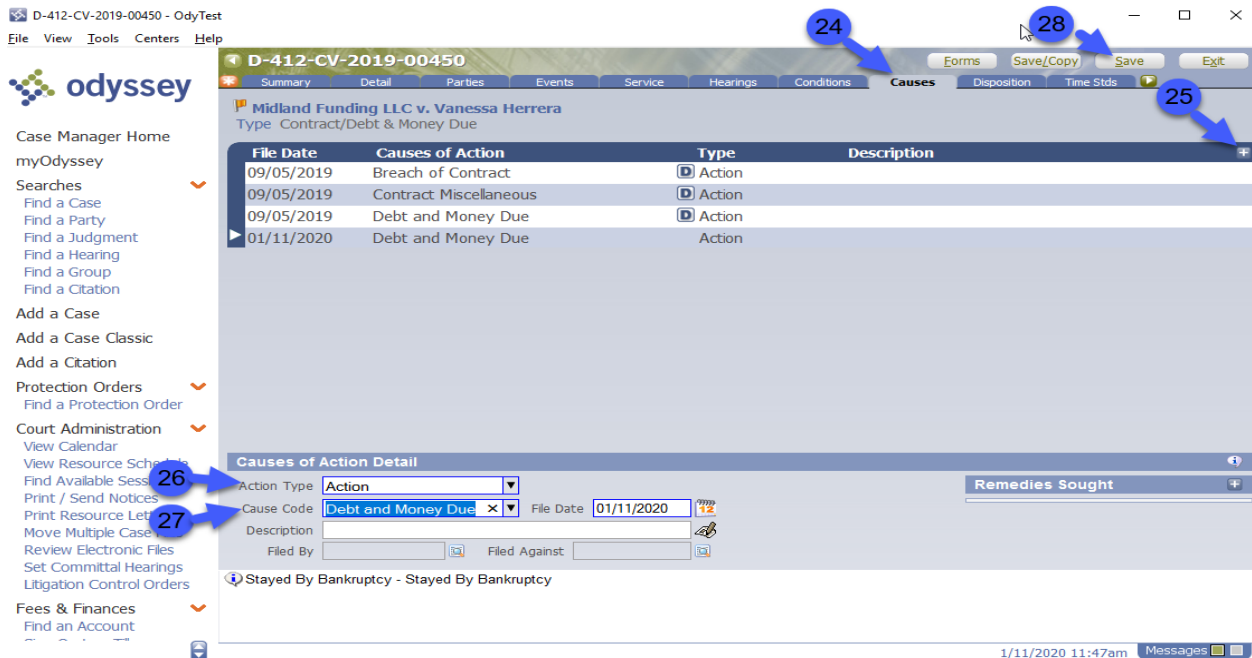 D-412-CV-2019-00450 - OdyTest
File View Tools Centers Help
24
28
D-412-CV-2019-00450
Forms Save/Copy Save Exit
odyssey
Summary Detail Parties Events Service Hearings Conditions Causes Disposition Time Stds
25
Midland Funding LLC v. Vanessa Herrera
Type Contract/Debt & Money Due
File Date Causes of Action Type Description
09/05/2019 Breach of Contract D Action
09/05/2019 Contract Miscellaneous D Action
09/05/2019 Debt and Money Due D Action
01/11/2020 Debt and Money Due Action
Case Manager Home
myOdyssey
Searches
Find a Case
Find a Party
Find a Judgment
Find a Hearing
Find a Group
Find a Citation
Add a Case
Add a Case Classic
Add a Citation
Protection Orders
Find a Protection Order
Court Administration
View Calendar
View Resource
Find Available
Print / Send Notices
Print Resource
Move Multiple Case
Review Electronic Files
Set Committal Hearings
Litigation Control Orders
Fees & Finances
Find an Account
Causes of Action Detail
26
Action Type Action
Remedies Sought
27
Cause Code Debt and Money Due File Date 01/11/2020 12
Description
Filed By Filed Against
Stayed By Bankruptcy - Stayed By Bankruptcy
1/11/2020 11:47am Messages